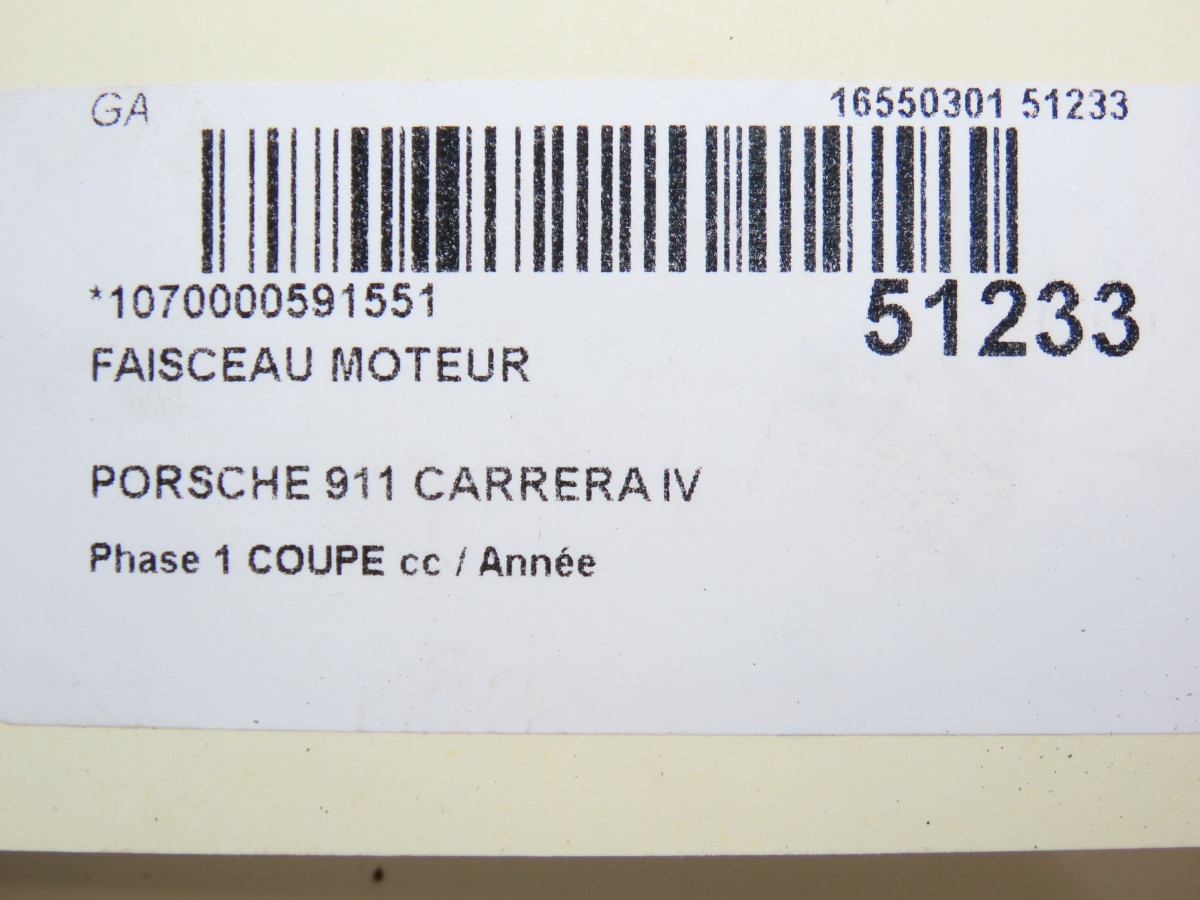 GA
16550301 51233
*1070000591551
51233
FAISCEAU MOTEUR
PORSCHE 911 CARRERA IV
Phase 1 COUPE cc / Année